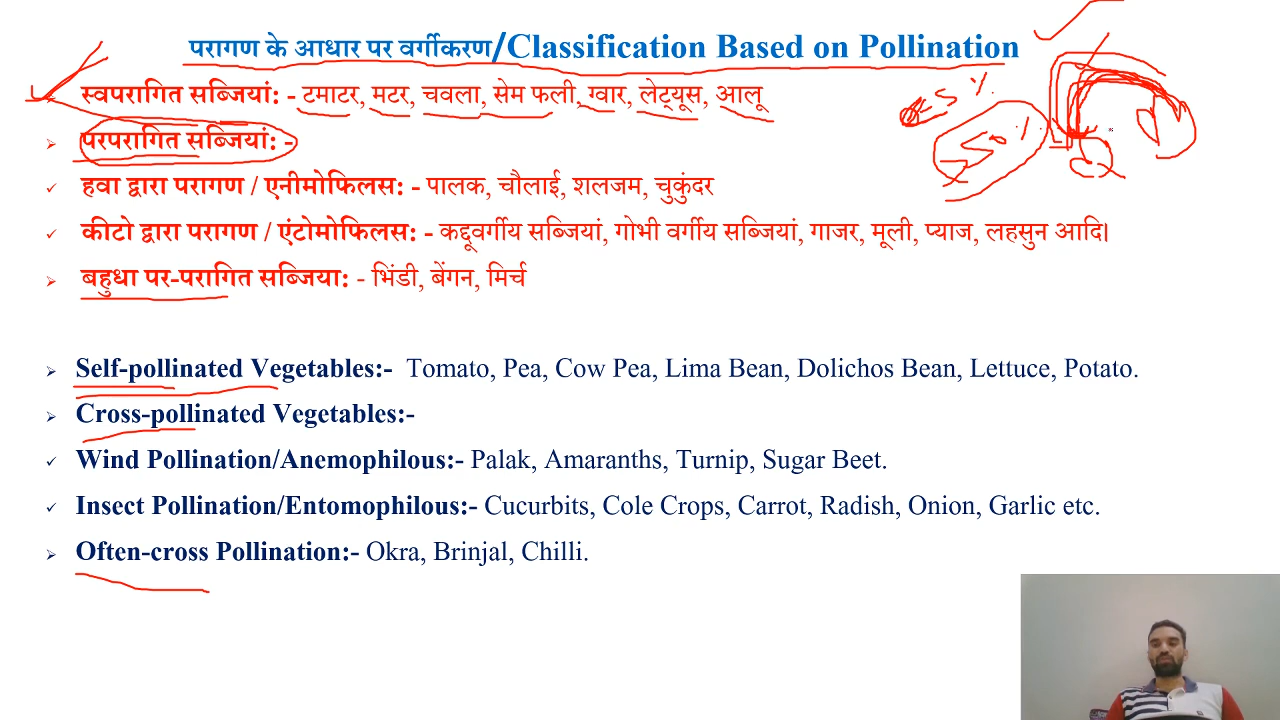 परागण के आधार पर वर्गीकरण/Classification Based on Pollination
स्वपरागित सब्जियां: - टमाटर, मटर, चवला, सेम फली, ग्वार, लेट्यूस, आलू
परपरागित सब्जियां: -
हवा द्वारा परागण / एनीमोफिलस: - पालक, चौलाई, शलजम, चुकुंदर
कीटो द्वारा परागण / एंटोमोफिलस: - कद्दूवर्गीय सब्जियां, गोभी वर्गीय सब्जियां, गाजर, मूली, प्याज, लहसुन आदि।
बहुधा पर-परागित सब्जिया: - भिंडी, बेंगन, मिर्च
Self-pollinated Vegetables:- Tomato, Pea, Cow Pea, Lima Bean, Dolichos Bean, Lettuce, Potato.
Cross-pollinated Vegetables:-
Wind Pollination/Anemophilous:- Palak, Amaranths, Turnip, Sugar Beet.
Insect Pollination/Entomophilous:- Cucurbits, Cole Crops, Carrot, Radish, Onion, Garlic etc.
Often-cross Pollination:- Okra, Brinjal, Chilli.